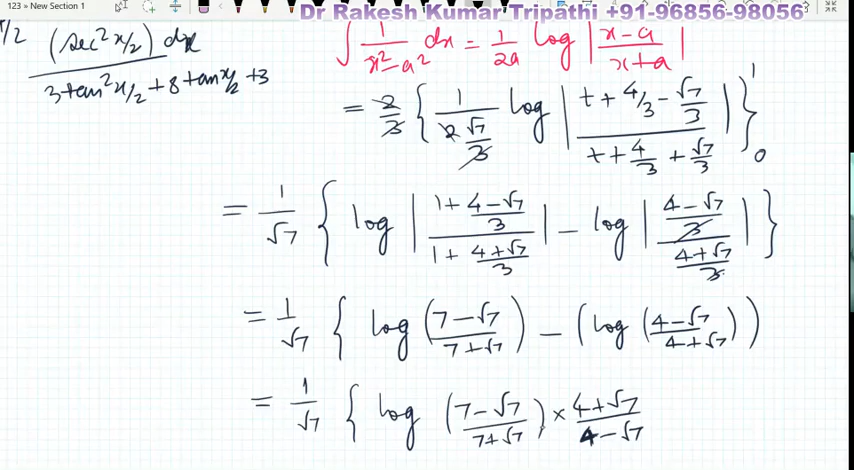 123 » New Section 1
Dr Rakesh Kumar Tripathi +91-96856-98056
/2 (sec² x/2) dx / (3 tan² x/2 + 8 tan x/2 + 3)
∫ 1/(x² - a²) dx = 1/2a log |(x - a)/(x + a)|
= 2/3 { 1/(2 √7/3) log | (t + 4/3 - √7/3)/(t + 4/3 + √7/3) | }₀¹
= 1/√7 { log | (1 + (4 - √7)/3)/(1 + (4 + √7)/3) | - log | ((4 - √7)/3)/((4 + √7)/3) | }
= 1/√7 { log ((7 - √7)/(7 + √7)) - (log ((4 - √7)/(4 + √7))) }
= 1/√7 { log ((7 - √7)/(7 + √7)) × (4 + √7)/(4 - √7)